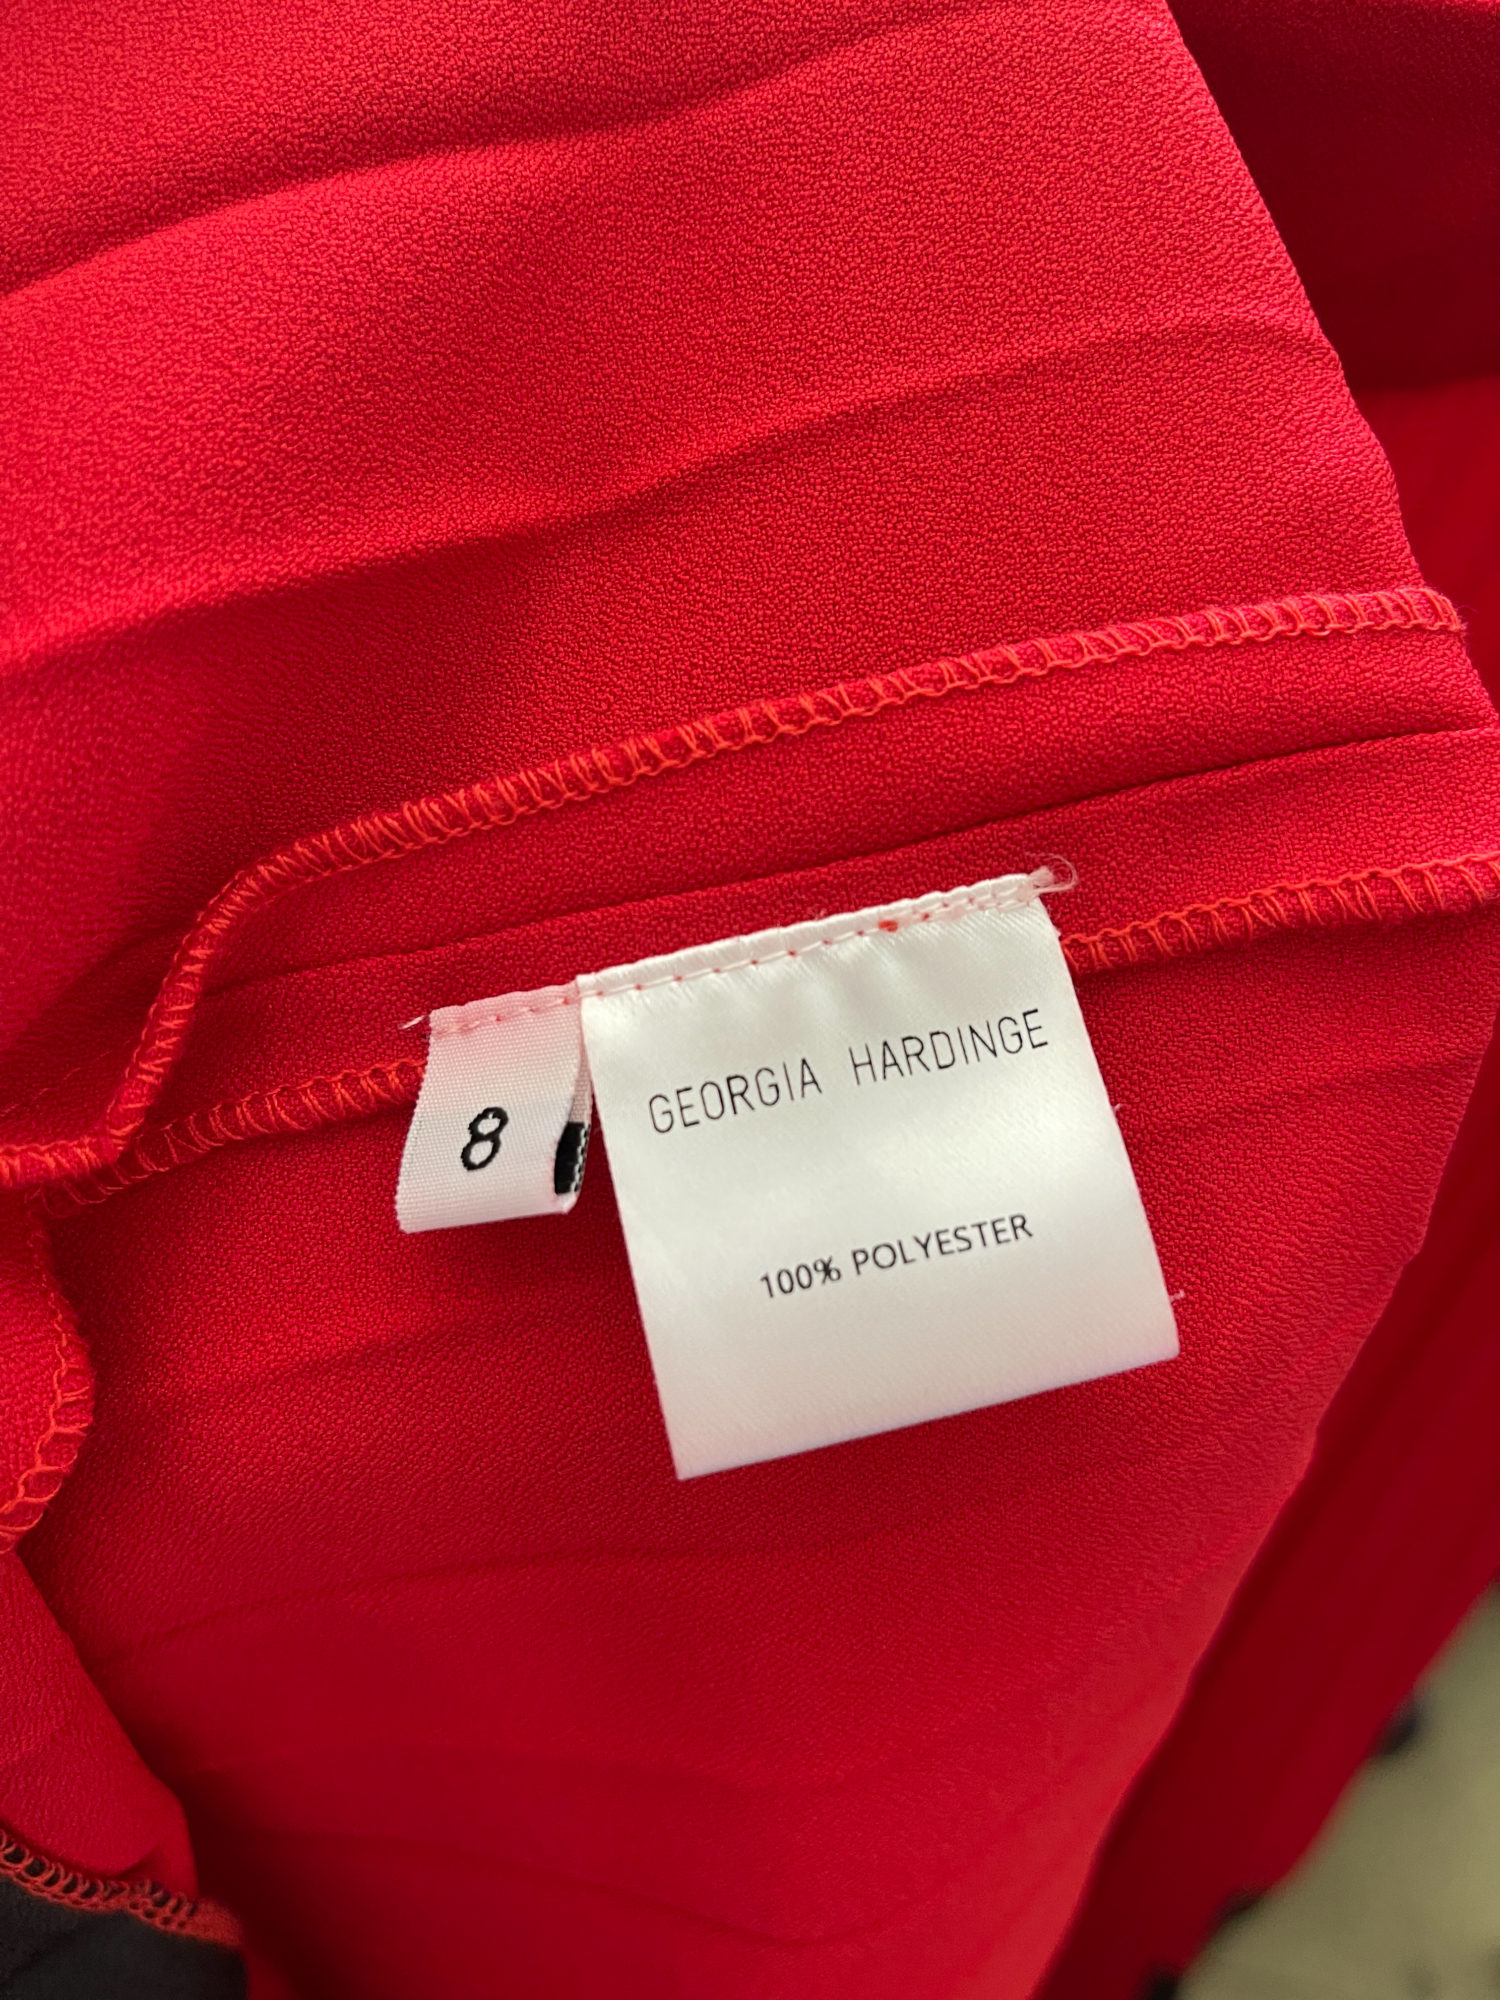 GEORGIA HARDINGE
8
100% POLYESTER